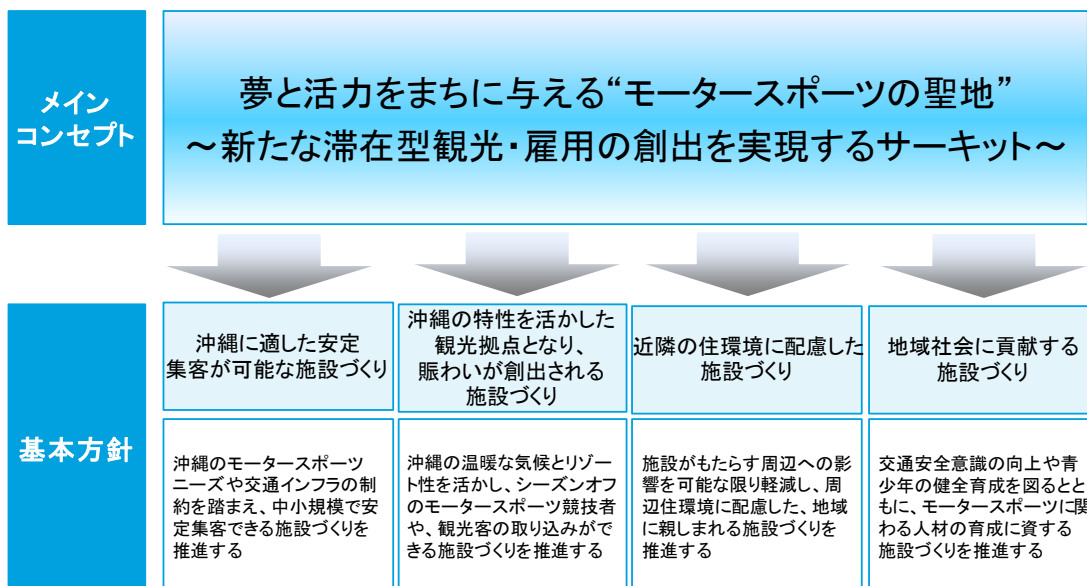 メイン
コンセプト
夢と活力をまちに与える“モータースポーツの聖地”
～新たな滞在型観光・雇用の創出を実現するサーキット～
基本方針
沖縄に適した安定
集客が可能な施設づくり
沖縄のモータースポーツ
ニーズや交通インフラの制
約を踏まえ、中小規模で安
定集客できる施設づくりを
推進する
沖縄の特性を活かした
観光拠点となり、
賑わいが創出される
施設づくり
沖縄の温暖な気候とリゾー
ト性を活かし、シーズンオフ
のモータースポーツ競技者
や、観光客の取り込みがで
きる施設づくりを推進する
近隣の住環境に配慮した
施設づくり
施設がもたらす周辺への影
響を可能な限り軽減し、周
辺住環境に配慮した、地域
に親しまれる施設づくりを
推進する
地域社会に貢献する
施設づくり
交通安全意識の向上や青
少年の健全育成を図るとと
もに、モータースポーツに関
わる人材の育成に資する
施設づくりを推進する